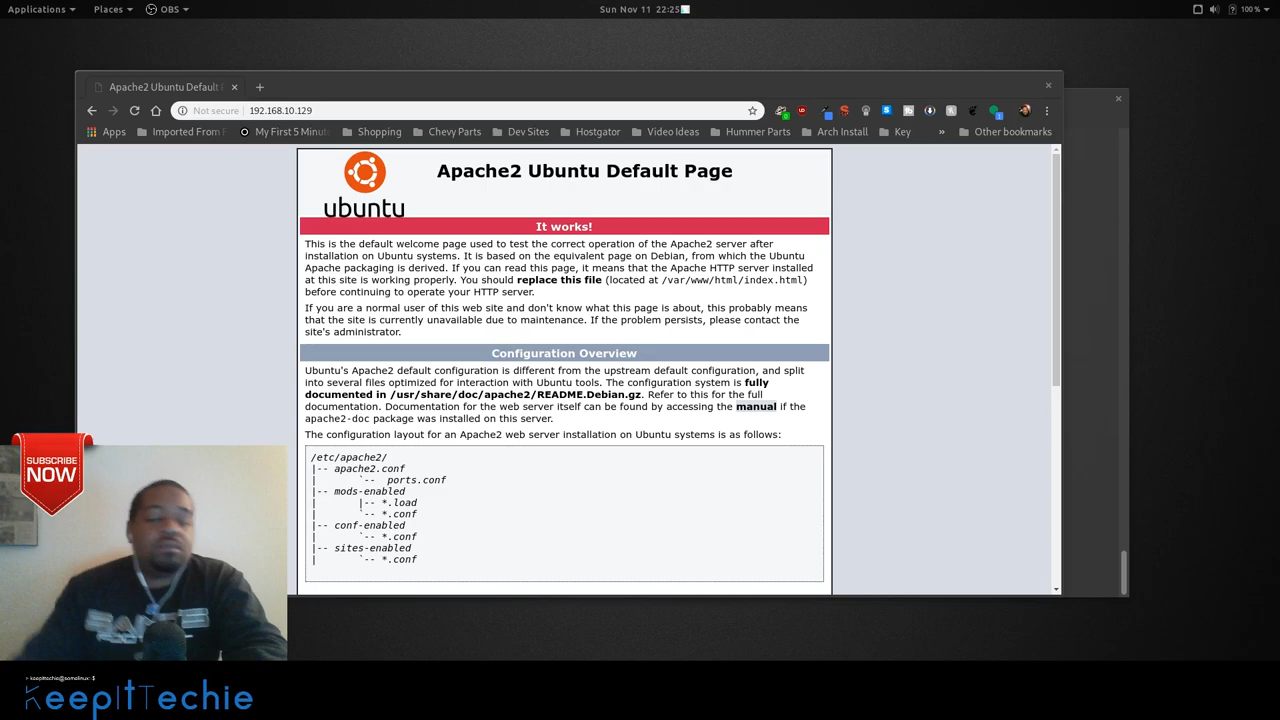 Applications Places OBS Sun Nov 11 22:25 100%
Apache2 Ubuntu Default
Not secure 192.168.10.129
Apps Imported From My First 5 Minut Shopping Chevy Parts Dev Sites Hostgator Video Ideas Hummer Parts Arch Install Key » Other bookmarks
ubuntu
Apache2 Ubuntu Default Page
It works!
This is the default welcome page used to test the correct operation of the Apache2 server after
installation on Ubuntu systems. It is based on the equivalent page on Debian, from which the Ubuntu
Apache packaging is derived. If you can read this page, it means that the Apache HTTP server installed
at this site is working properly. You should replace this file (located at /var/www/html/index.html)
before continuing to operate your HTTP server.
If you are a normal user of this web site and don't know what this page is about, this probably means
that the site is currently unavailable due to maintenance. If the problem persists, please contact the
site's administrator.
Configuration Overview
Ubuntu's Apache2 default configuration is different from the upstream default configuration, and split
into several files optimized for interaction with Ubuntu tools. The configuration system is fully
documented in /usr/share/doc/apache2/README.Debian.gz. Refer to this for the full
documentation. Documentation for the web server itself can be found by accessing the manual if the
apache2-doc package was installed on this server.
The configuration layout for an Apache2 web server installation on Ubuntu systems is as follows:
/etc/apache2/
|-- apache2.conf
|       `--  ports.conf
|-- mods-enabled
|       |-- *.load
|       `-- *.conf
|-- conf-enabled
|       `-- *.conf
|-- sites-enabled
|       `-- *.conf
SUBSCRIBE
NOW
> keepittechie@somelinux:~$
KeepItTechie